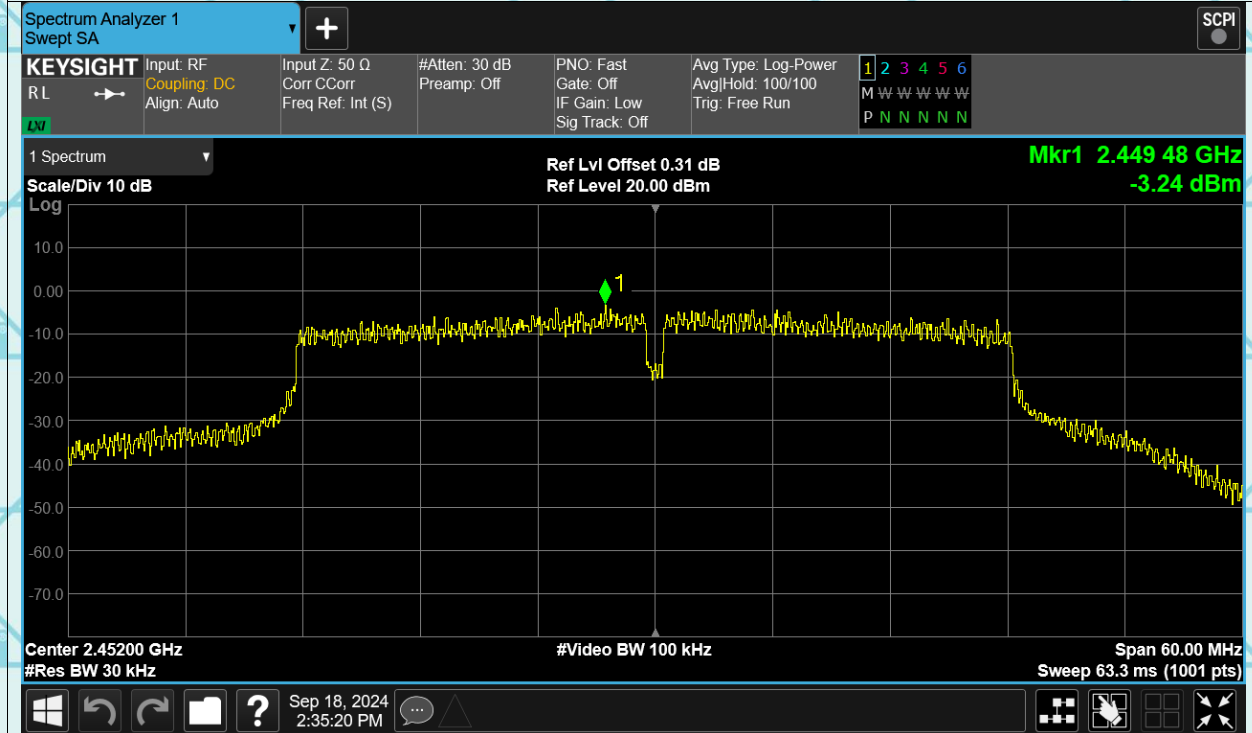 Spectrum Analyzer 1
Swept SA
SCPI
KEYSIGHT
RL
LXI
Input: RF
Coupling: DC
Align: Auto
Input Z: 50 Ω
Corr CCorr
Freq Ref: Int (S)
#Atten: 30 dB
Preamp: Off
PNO: Fast
Gate: Off
IF Gain: Low
Sig Track: Off
Avg Type: Log-Power
Avg|Hold: 100/100
Trig: Free Run
1 2 3 4 5 6
M W W W W W
P N N N N N
1 Spectrum
Scale/Div 10 dB
Ref Lvl Offset 0.31 dB
Ref Level 20.00 dBm
Mkr1 2.449 48 GHz
-3.24 dBm
Log
10.0
0.00
-10.0
-20.0
-30.0
-40.0
-50.0
-60.0
-70.0
1
Center 2.45200 GHz
#Res BW 30 kHz
#Video BW 100 kHz
Span 60.00 MHz
Sweep 63.3 ms (1001 pts)
?
Sep 18, 2024
2:35:20 PM